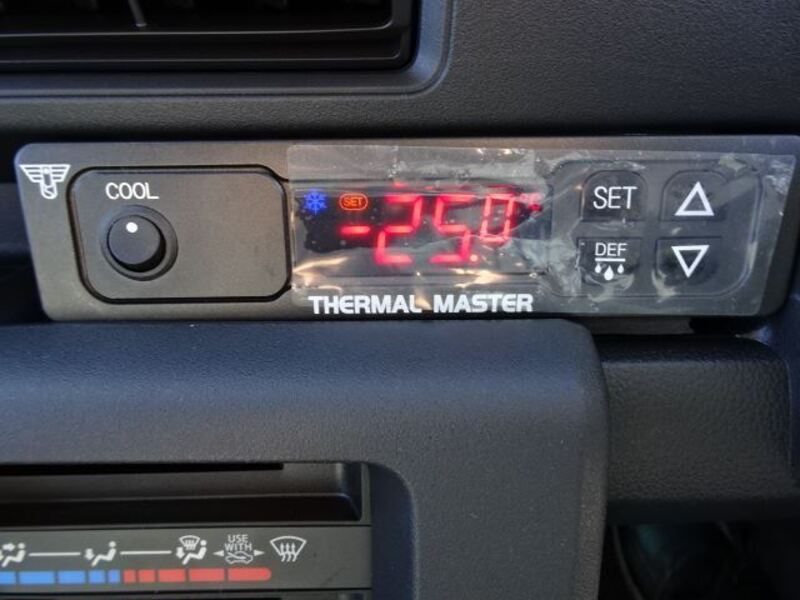 COOL
SET
-25.0°
SET
DEF
THERMAL MASTER
USE
WITH